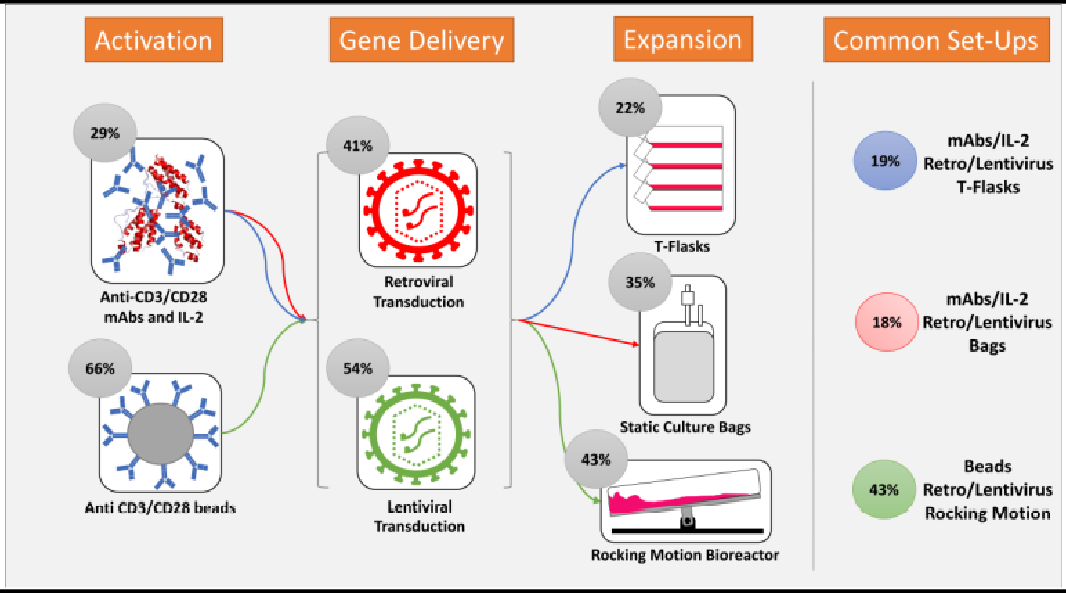 Activation
Gene Delivery
Expansion
Common Set-Ups
29%
Anti-CD3/CD28
mAbs and IL-2
66%
Anti CD3/CD28 beads
41%
Retroviral
Transduction
54%
Lentiviral
Transduction
22%
T-Flasks
35%
Static Culture Bags
43%
Rocking Motion Bioreactor
19%
mAbs/IL-2
Retro/Lentivirus
T-Flasks
18%
mAbs/IL-2
Retro/Lentivirus
Bags
43%
Beads
Retro/Lentivirus
Rocking Motion